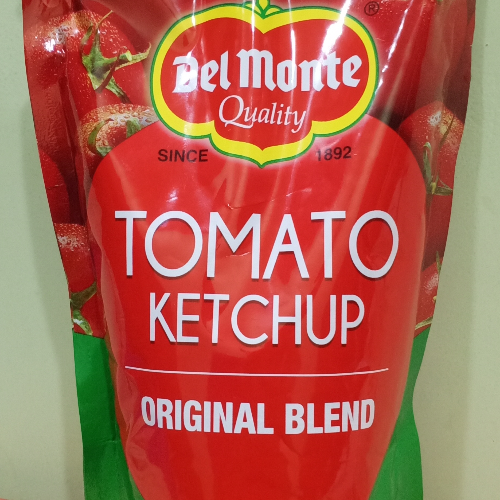 Del Monte
®
Quality
SINCE 1892
TOMATO
KETCHUP
ORIGINAL BLEND